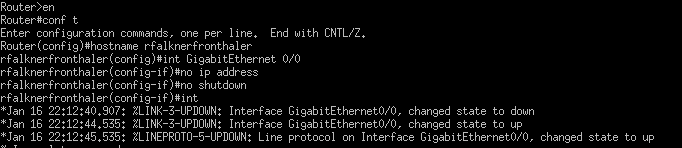 Router>en
Router#conf t
Enter configuration commands, one per line.  End with CNTL/Z.
Router(config)#hostname rfalknerfronthaler
rfalknerfronthaler(config)#int GigabitEthernet 0/0
rfalknerfronthaler(config-if)#no ip address
rfalknerfronthaler(config-if)#no shutdown
rfalknerfronthaler(config-if)#int
*Jan 16 22:12:40.907: %LINK-3-UPDOWN: Interface GigabitEthernet0/0, changed state to down
*Jan 16 22:12:44.535: %LINK-3-UPDOWN: Interface GigabitEthernet0/0, changed state to up
*Jan 16 22:12:45.535: %LINEPROTO-5-UPDOWN: Line protocol on Interface GigabitEthernet0/0, changed state to up